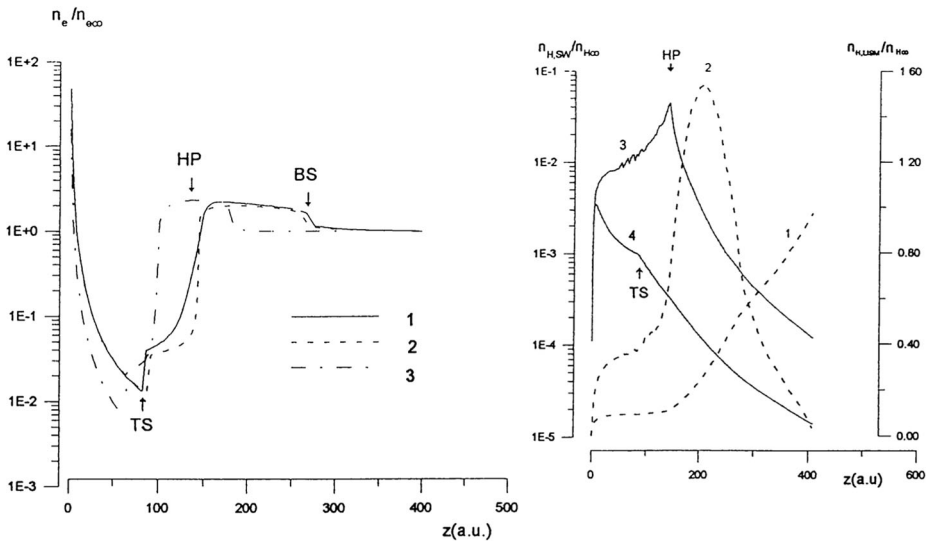 n_e/n_e∞
1E+2
1E+1
1E+0
1E-1
1E-2
1E-3
HP
BS
TS
1
2
3
0
100
200
300
400
500
z(a.u.)
n_H,SW/n_H∞
HP
n_H,LISM/n_H∞
1E-1
1E-2
1E-3
1E-4
1E-5
2
3
1
4
TS
1.60
1.20
0.80
0.40
0.00
0
200
400
600
z(a.u)